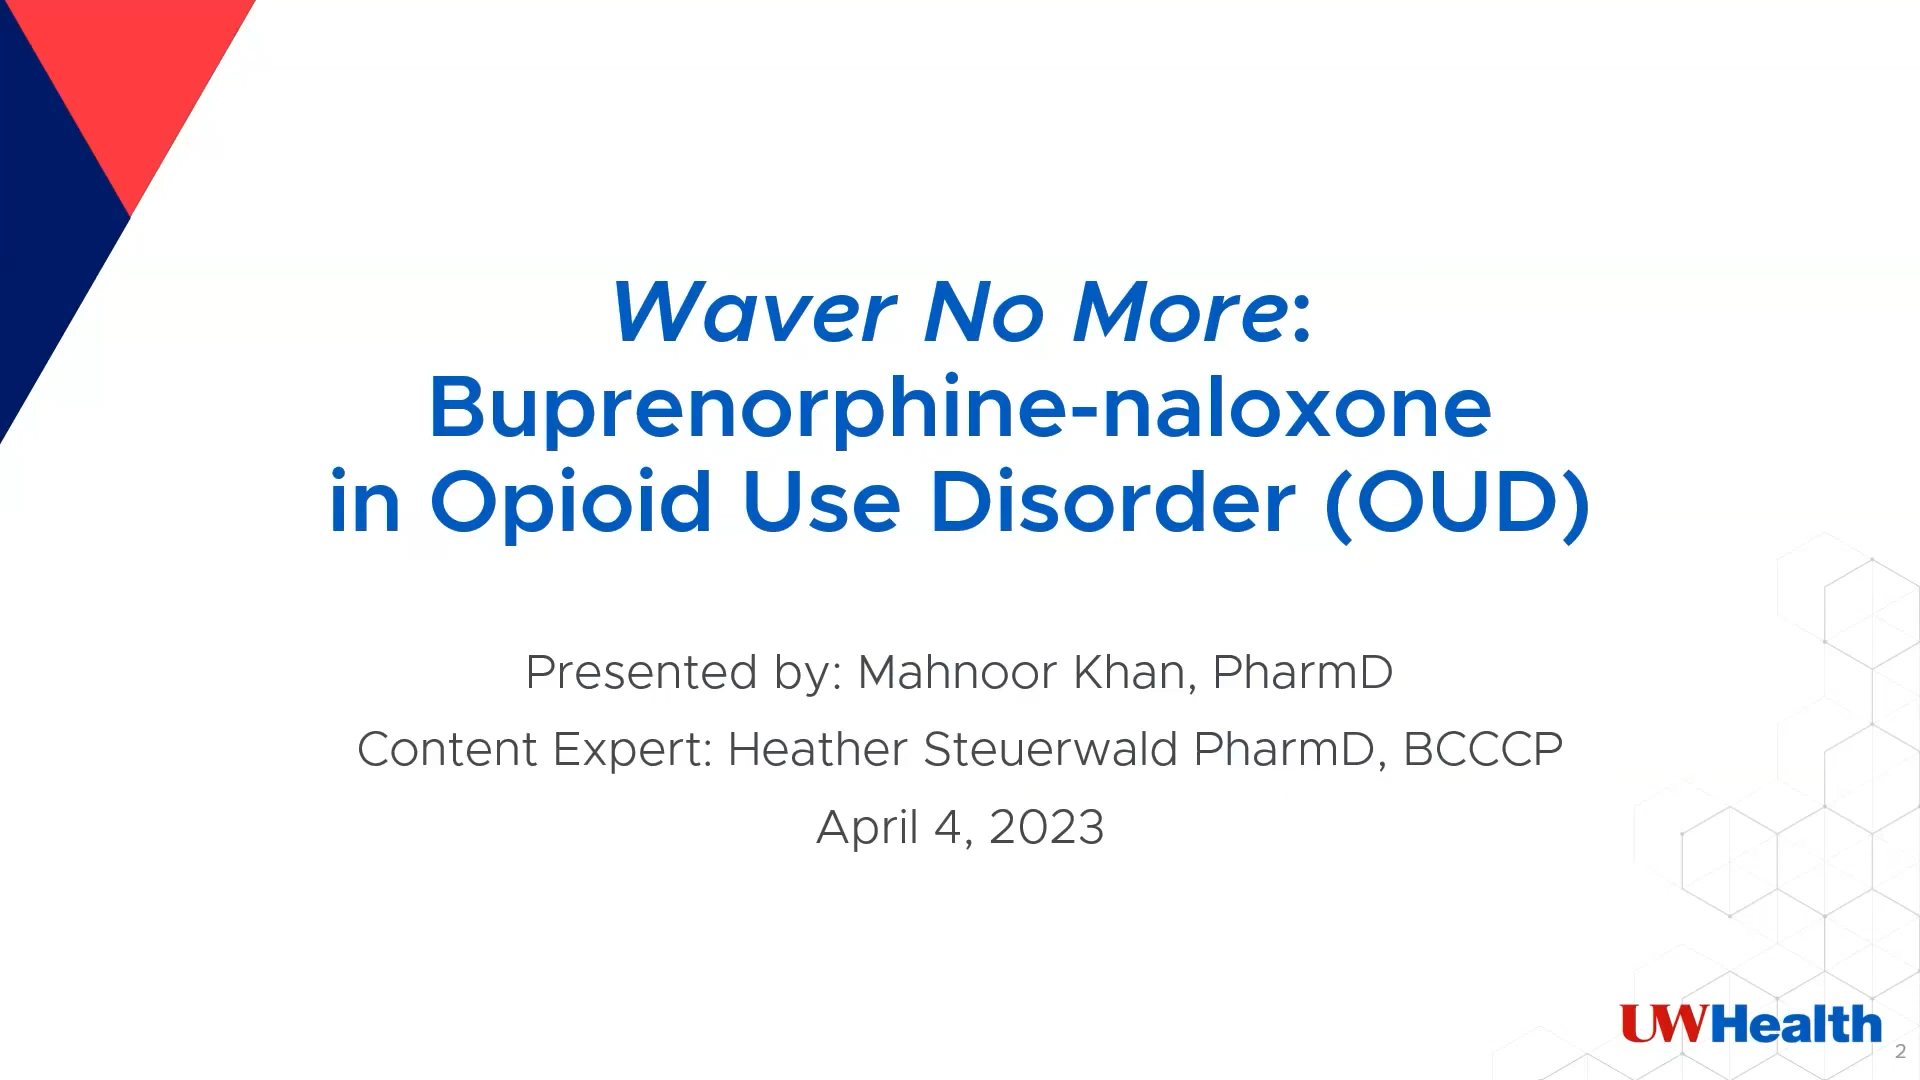 Waver No More:
Buprenorphine-naloxone
in Opioid Use Disorder (OUD)
Presented by: Mahnoor Khan, PharmD
Content Expert: Heather Steuerwald PharmD, BCCCP
April 4, 2023
UWHealth
2